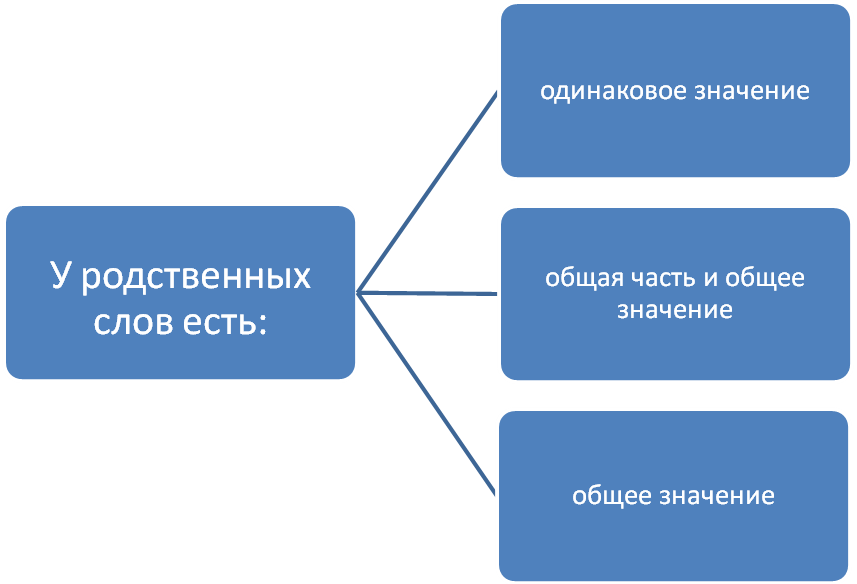 У родственных
слов есть:
одинаковое значение
общая часть и общее
значение
общее значение